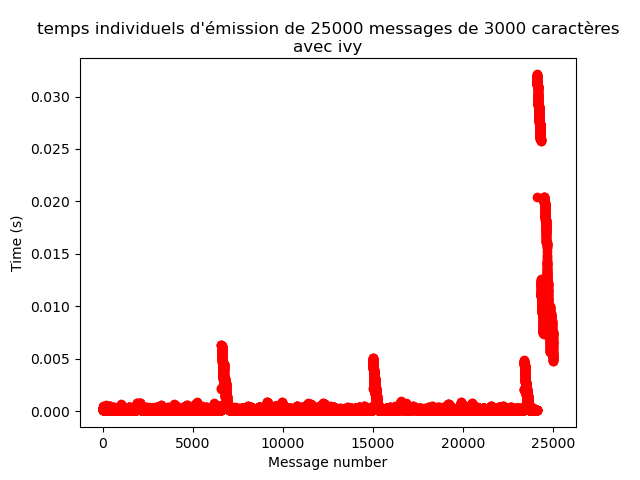 temps individuels d'émission de 25000 messages de 3000 caractères
avec ivy
0.030
0.025
0.020
0.015
0.010
0.005
0.000
Time (s)
0 5000 10000 15000 20000 25000
Message number